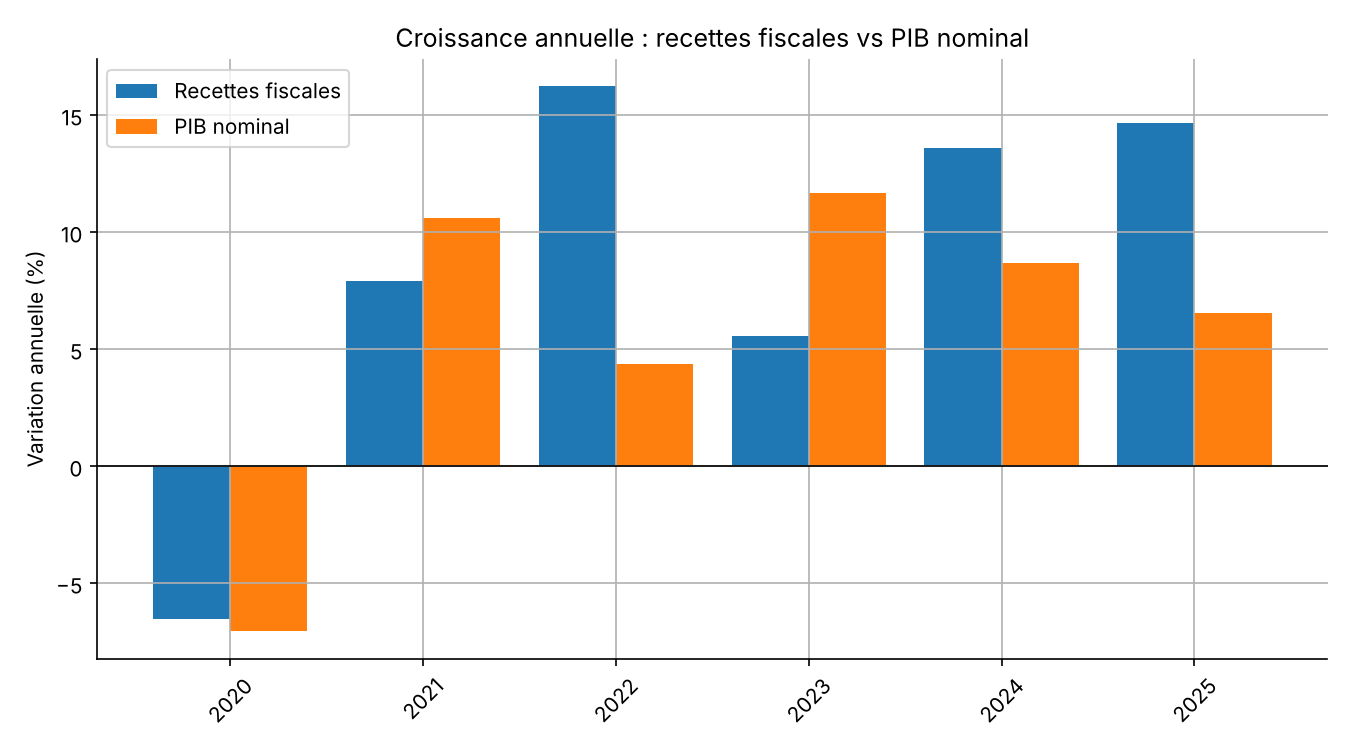 Croissance annuelle : recettes fiscales vs PIB nominal
Recettes fiscales
PIB nominal
Variation annuelle (%)
15
10
5
0
−5
2020
2021
2022
2023
2024
2025